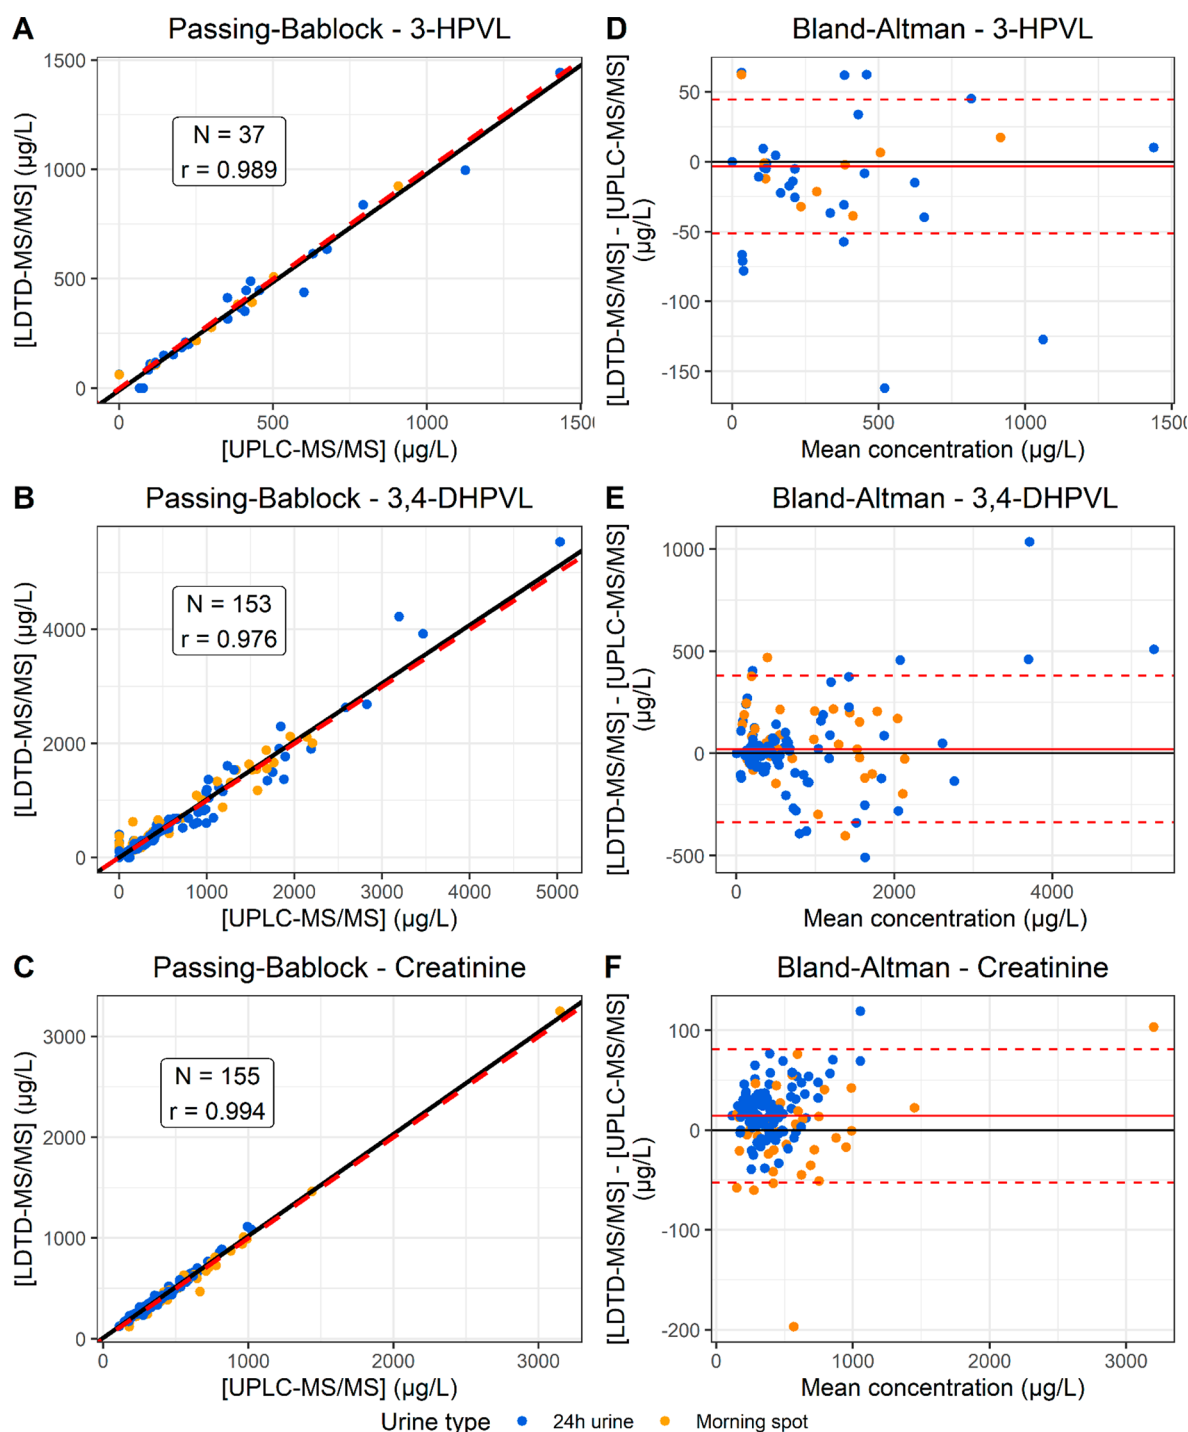 A
Passing-Bablock - 3-HPVL
[LDTD-MS/MS] (µg/L)
1500
1000
500
0
N = 37
r = 0.989
0
500
1000
150
[UPLC-MS/MS] (µg/L)
D
Bland-Altman - 3-HPVL
[LDTD-MS/MS] - [UPLC-MS/MS]
(µg/L)
50
0
-50
-100
-150
0
500
1000
1500
Mean concentration (µg/L)
B
Passing-Bablock - 3,4-DHPVL
[LDTD-MS/MS] (µg/L)
4000
2000
0
N = 153
r = 0.976
0
1000
2000
3000
4000
5000
[UPLC-MS/MS] (µg/L)
E
Bland-Altman - 3,4-DHPVL
[LDTD-MS/MS] - [UPLC-MS/MS]
(µg/L)
1000
500
0
-500
0
2000
4000
Mean concentration (µg/L)
C
Passing-Bablock - Creatinine
[LDTD-MS/MS] (µg/L)
3000
2000
1000
0
N = 155
r = 0.994
0
1000
2000
3000
[UPLC-MS/MS] (µg/L)
F
Bland-Altman - Creatinine
[LDTD-MS/MS] - [UPLC-MS/MS]
(µg/L)
100
0
-100
-200
0
1000
2000
3000
Mean concentration (µg/L)
Urine type
24h urine
Morning spot